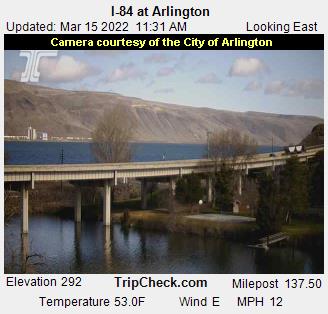 I-84 at Arlington
Updated: Mar 15 2022 11:31 AM Looking East
Camera courtesy of the City of Arlington
Elevation 292 TripCheck.com Milepost 137.50
Temperature 53.0F Wind E MPH 12